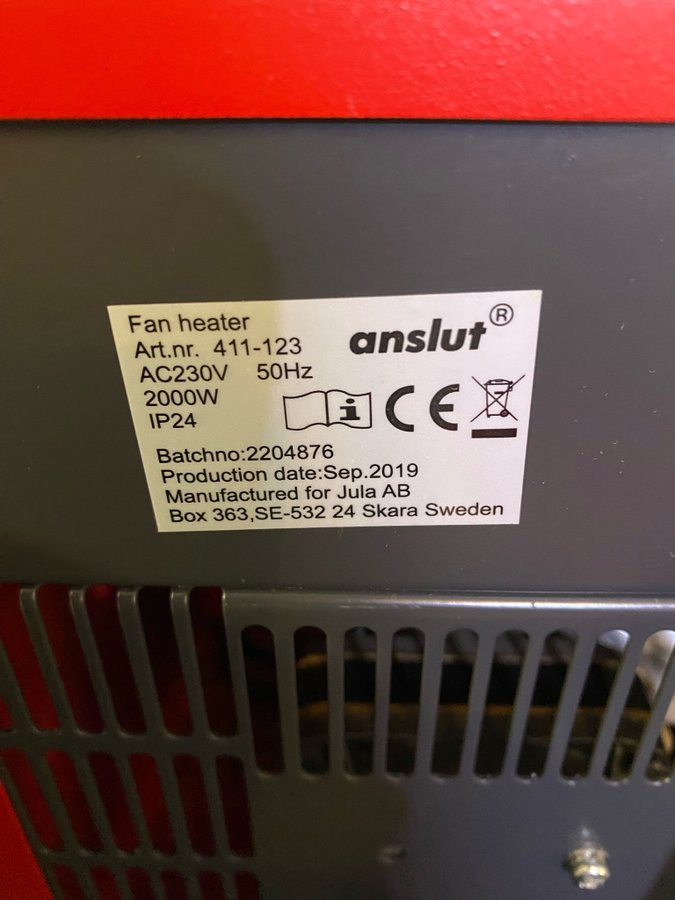 Fan heater
anslut®
Art.nr. 411-123
AC230V 50Hz
2000W
IP24
i
CE
Batchno:2204876
Production date:Sep.2019
Manufactured for Jula AB
Box 363,SE-532 24 Skara Sweden